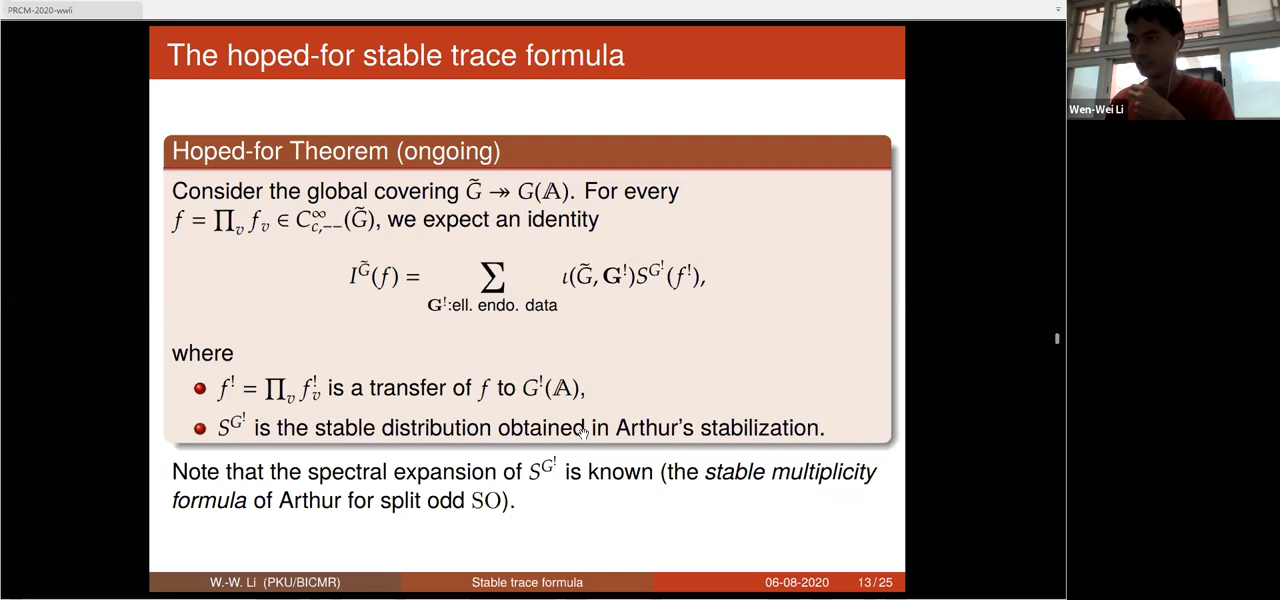 PRCM-2020-wwli
The hoped-for stable trace formula
Wen-Wei Li
Hoped-for Theorem (ongoing)
Consider the global covering G̃ ↠ G(𝔸). For every
f = ∏_v f_v ∈ C^∞_{c,--}(G̃), we expect an identity
I^{G̃}(f) = ∑ ι(G̃, 𝐆^!)S^{G^!}(f^!),
𝐆^!:ell. endo. data
where
f^! = ∏_v f^!_v is a transfer of f to G^!(𝔸),
S^{G^!} is the stable distribution obtained in Arthur's stabilization.
Note that the spectral expansion of S^{G^!} is known (the stable multiplicity
formula of Arthur for split odd SO).
W.-W. Li (PKU/BICMR) Stable trace formula 06-08-2020 13 / 25